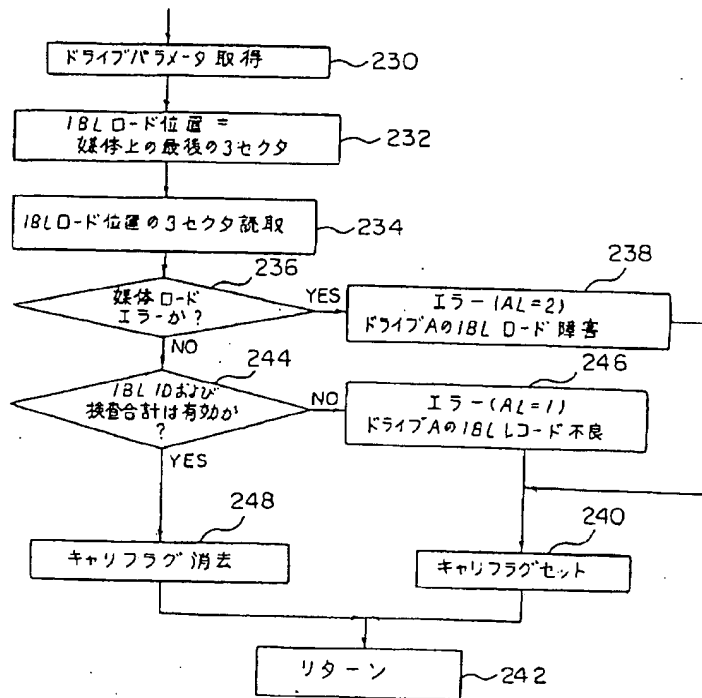 ドライブパラメータ取得
230
IBLロード位置 =
媒体上の最後の3セクタ
232
IBLロード位置の3セクタ読取
234
236
媒体ロード
エラーか?
YES
NO
238
エラー(AL=2)
ドライブAのIBLロード障害
244
IBL IDおよび
検査合計は有効か
?
NO
YES
246
エラー(AL=1)
ドライブAのIBLレコード不良
248
キャリフラグ消去
240
キャリフラグセット
リターン
242